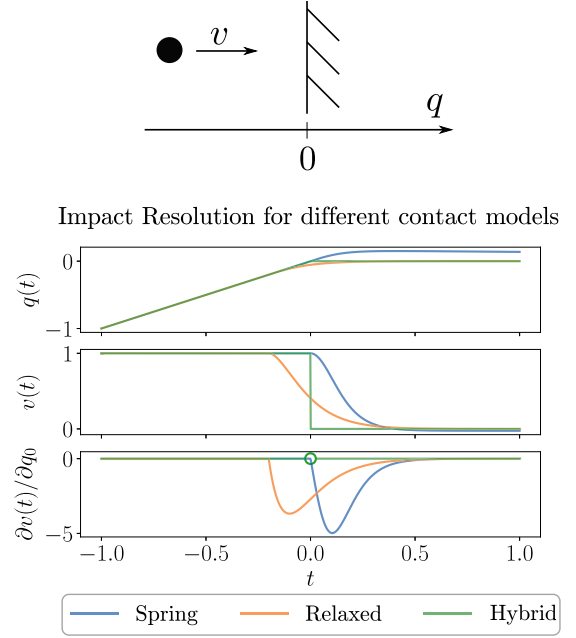 v
q
0
Impact Resolution for different contact models
q(t)
0
−1
v(t)
1
0
∂v(t)/∂q₀
0
−5
−1.0 −0.5 0.0 0.5 1.0
t
Spring Relaxed Hybrid